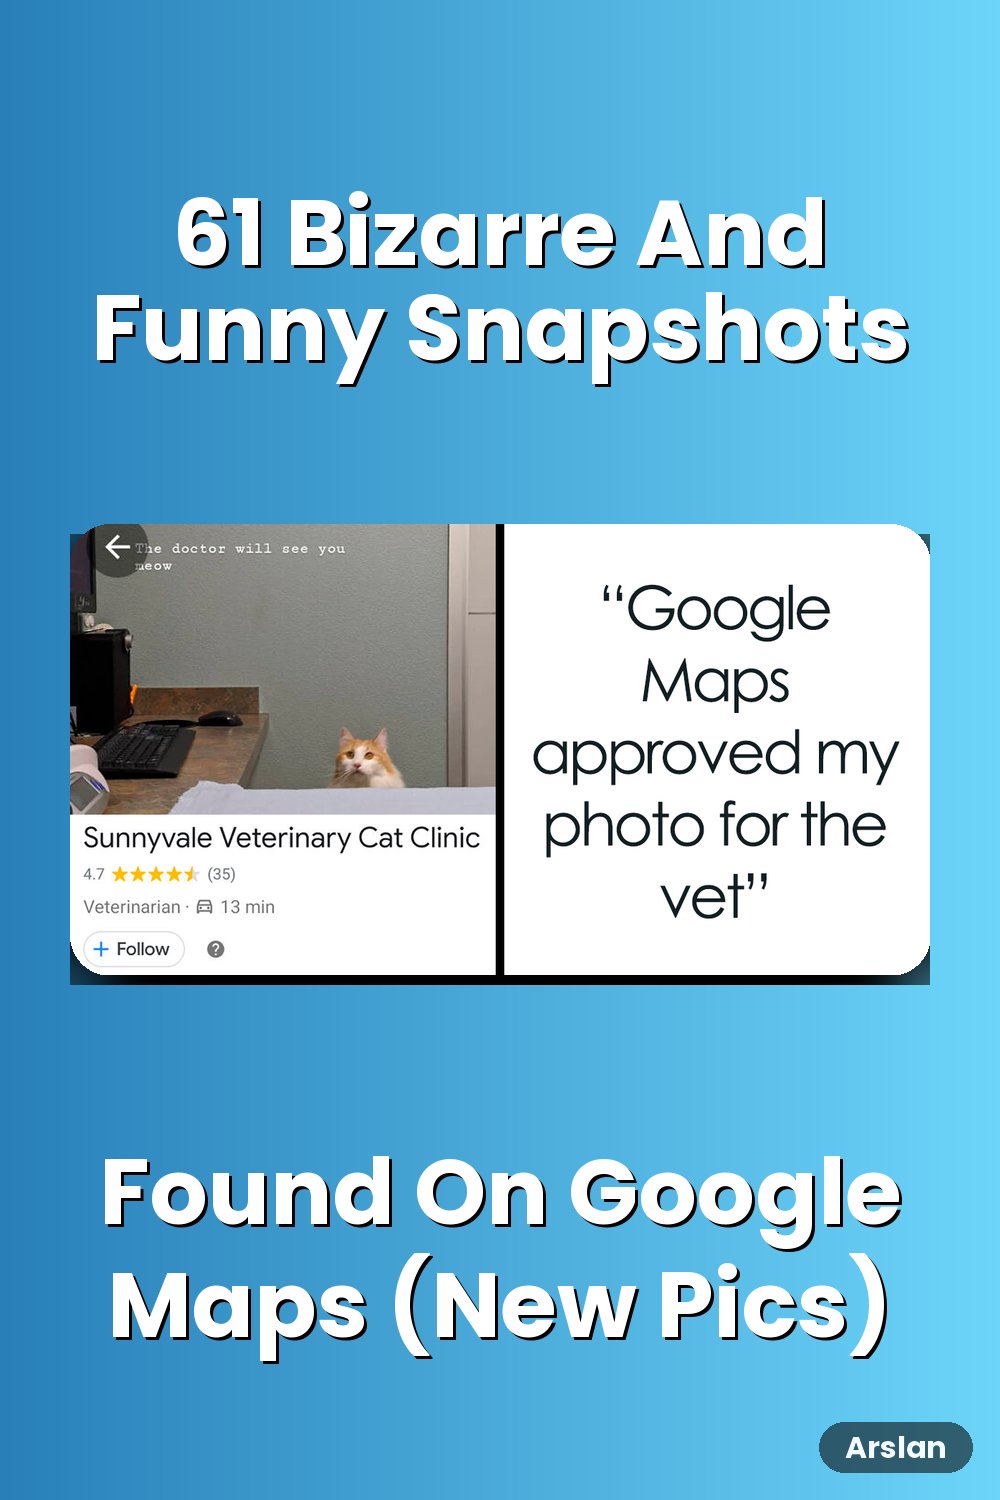 61 Bizarre And
Funny Snapshots
The doctor will see you
meow
Sunnyvale Veterinary Cat Clinic
4.7 (35)
Veterinarian · 13 min
+ Follow
“Google
Maps
approved my
photo for the
vet”
Found On Google
Maps (New Pics)
Arslan